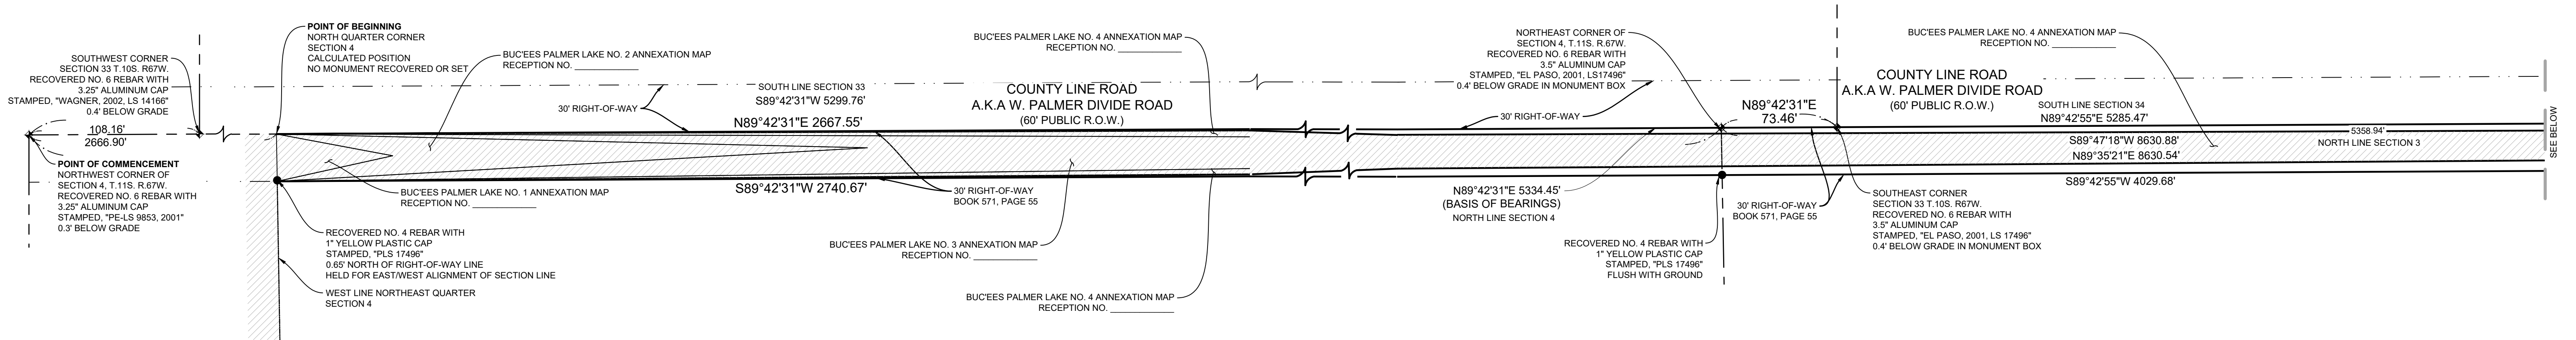 SOUTHWEST CORNER
SECTION 33 T.10S. R67W.
RECOVERED NO. 6 REBAR WITH
3.25" ALUMINUM CAP
STAMPED, "WAGNER, 2002, LS 14166"
0.4' BELOW GRADE
108.16'
2666.90'
POINT OF COMMENCEMENT
NORTHWEST CORNER OF
SECTION 4, T.11S. R.67W.
RECOVERED NO. 6 REBAR WITH
3.25" ALUMINUM CAP
STAMPED, "PE-LS 9853, 2001"
0.3' BELOW GRADE
POINT OF BEGINNING
NORTH QUARTER CORNER
SECTION 4
CALCULATED POSITION
NO MONUMENT RECOVERED OR SET
BUC'EES PALMER LAKE NO. 2 ANNEXATION MAP
RECEPTION NO. _____________
30' RIGHT-OF-WAY
SOUTH LINE SECTION 33
S89°42'31"W 5299.76'
N89°42'31"E 2667.55'
BUC'EES PALMER LAKE NO. 1 ANNEXATION MAP
RECEPTION NO. _____________
S89°42'31"W 2740.67'
RECOVERED NO. 4 REBAR WITH
1" YELLOW PLASTIC CAP
STAMPED, "PLS 17496"
0.65' NORTH OF RIGHT-OF-WAY LINE
HELD FOR EAST/WEST ALIGNMENT OF SECTION LINE
WEST LINE NORTHEAST QUARTER
SECTION 4
BUC'EES PALMER LAKE NO. 4 ANNEXATION MAP
RECEPTION NO. _____________
COUNTY LINE ROAD
A.K.A W. PALMER DIVIDE ROAD
(60' PUBLIC R.O.W.)
30' RIGHT-OF-WAY
BOOK 571, PAGE 55
BUC'EES PALMER LAKE NO. 3 ANNEXATION MAP
RECEPTION NO. _____________
BUC'EES PALMER LAKE NO. 4 ANNEXATION MAP
RECEPTION NO. _____________
NORTHEAST CORNER OF
SECTION 4, T.11S. R.67W.
RECOVERED NO. 6 REBAR WITH
3.5" ALUMINUM CAP
STAMPED, "EL PASO, 2001, LS17496"
0.4' BELOW GRADE IN MONUMENT BOX
30' RIGHT-OF-WAY
N89°42'31"E
73.46'
N89°42'31"E 5334.45'
(BASIS OF BEARINGS)
NORTH LINE SECTION 4
RECOVERED NO. 4 REBAR WITH
1" YELLOW PLASTIC CAP
STAMPED, "PLS 17496"
FLUSH WITH GROUND
30' RIGHT-OF-WAY
BOOK 571, PAGE 55
BUC'EES PALMER LAKE NO. 4 ANNEXATION MAP
RECEPTION NO. _____________
COUNTY LINE ROAD
A.K.A W. PALMER DIVIDE ROAD
(60' PUBLIC R.O.W.)
SOUTH LINE SECTION 34
N89°42'55"E 5285.47'
5358.94'
S89°47'18"W 8630.88'
NORTH LINE SECTION 3
N89°35'21"E 8630.54'
S89°42'55"W 4029.68'
SOUTHEAST CORNER
SECTION 33 T.10S. R67W.
RECOVERED NO. 6 REBAR WITH
3.5" ALUMINUM CAP
STAMPED, "EL PASO, 2001, LS 17496"
0.4' BELOW GRADE IN MONUMENT BOX
SEE BELOW